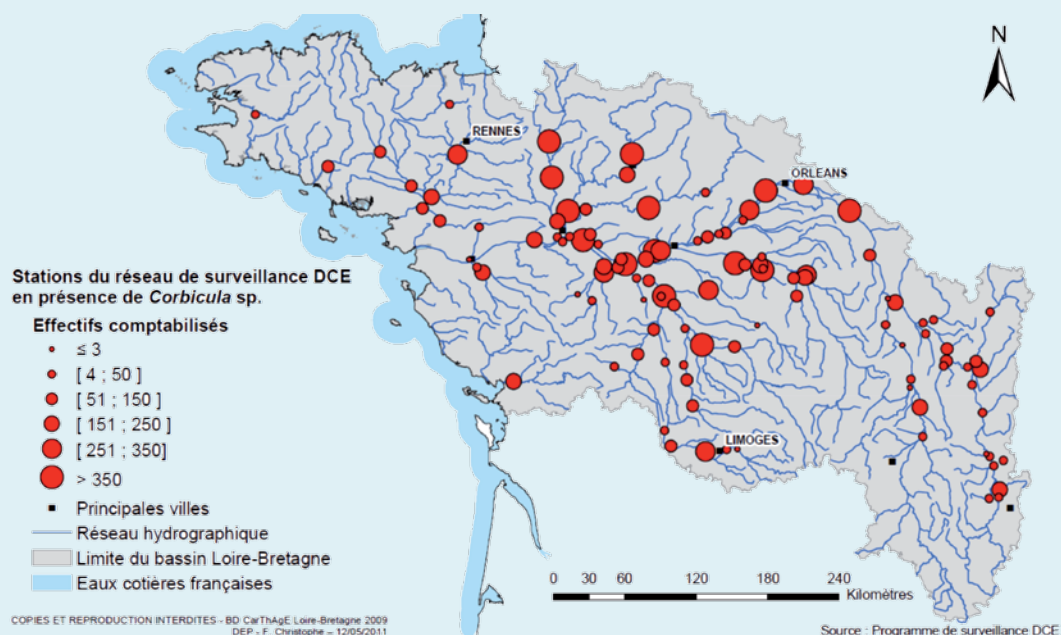 N
RENNES
ORLEANS
LIMOGES
Stations du réseau de surveillance DCE
en présence de Corbicula sp.
Effectifs comptabilisés
≤ 3
[ 4 ; 50 ]
[ 51 ; 150 ]
[ 151 ; 250 ]
[ 251 ; 350]
> 350
Principales villes
Réseau hydrographique
Limite du bassin Loire-Bretagne
Eaux cotières françaises
0 30 60 120 180 240
Kilomètres
COPIES ET REPRODUCTION INTERDITES - BD CarThAgE Loire-Bretagne 2009
DEP - F. Christophe – 12/05/2011
Source : Programme de surveillance DCE